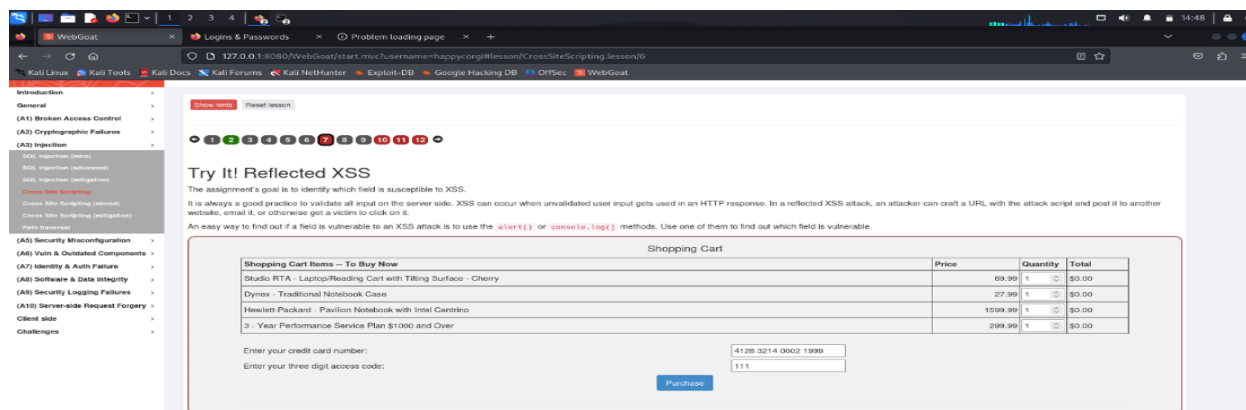 1 2 3 4
14:48
WebGoat
Logins & Passwords
Problem loading page
127.0.0.1:8080/WebGoat/start.mvc?username=happycorgi#lesson/CrossSiteScripting.lesson/6
Kali Linux Kali Tools Kali Docs Kali Forums Kali NetHunter Exploit-DB Google Hacking DB OffSec WebGoat
Introduction
General
(A1) Broken Access Control
(A2) Cryptographic Failures
(A3) Injection
SQL Injection (intro)
SQL Injection (advanced)
SQL Injection (mitigation)
Cross Site Scripting
Cross Site Scripting (stored)
Cross Site Scripting (mitigation)
Path traversal
(A5) Security Misconfiguration
(A6) Vuln & Outdated Components
(A7) Identity & Auth Failure
(A8) Software & Data Integrity
(A9) Security Logging Failures
(A10) Server-side Request Forgery
Client side
Challenges
Show hints Reset lesson
1 2 3 4 5 6 7 8 9 10 11 12
Try It! Reflected XSS
The assignment's goal is to identify which field is susceptible to XSS.
It is always a good practice to validate all input on the server side. XSS can occur when unvalidated user input gets used in an HTTP response. In a reflected XSS attack, an attacker can craft a URL with the attack script and post it to another
website, email it, or otherwise get a victim to click on it.
An easy way to find out if a field is vulnerable to an XSS attack is to use the alert() or console.log() methods. Use one of them to find out which field is vulnerable.
Shopping Cart
Shopping Cart Items -- To Buy Now Price Quantity Total
Studio RTA - Laptop/Reading Cart with Tilting Surface - Cherry 69.99 1 $0.00
Dynex - Traditional Notebook Case 27.99 1 $0.00
Hewlett-Packard - Pavilion Notebook with Intel Centrino 1599.99 1 $0.00
3 - Year Performance Service Plan $1000 and Over 299.99 1 $0.00
Enter your credit card number: 4128 3214 0002 1999
Enter your three digit access code: 111
Purchase